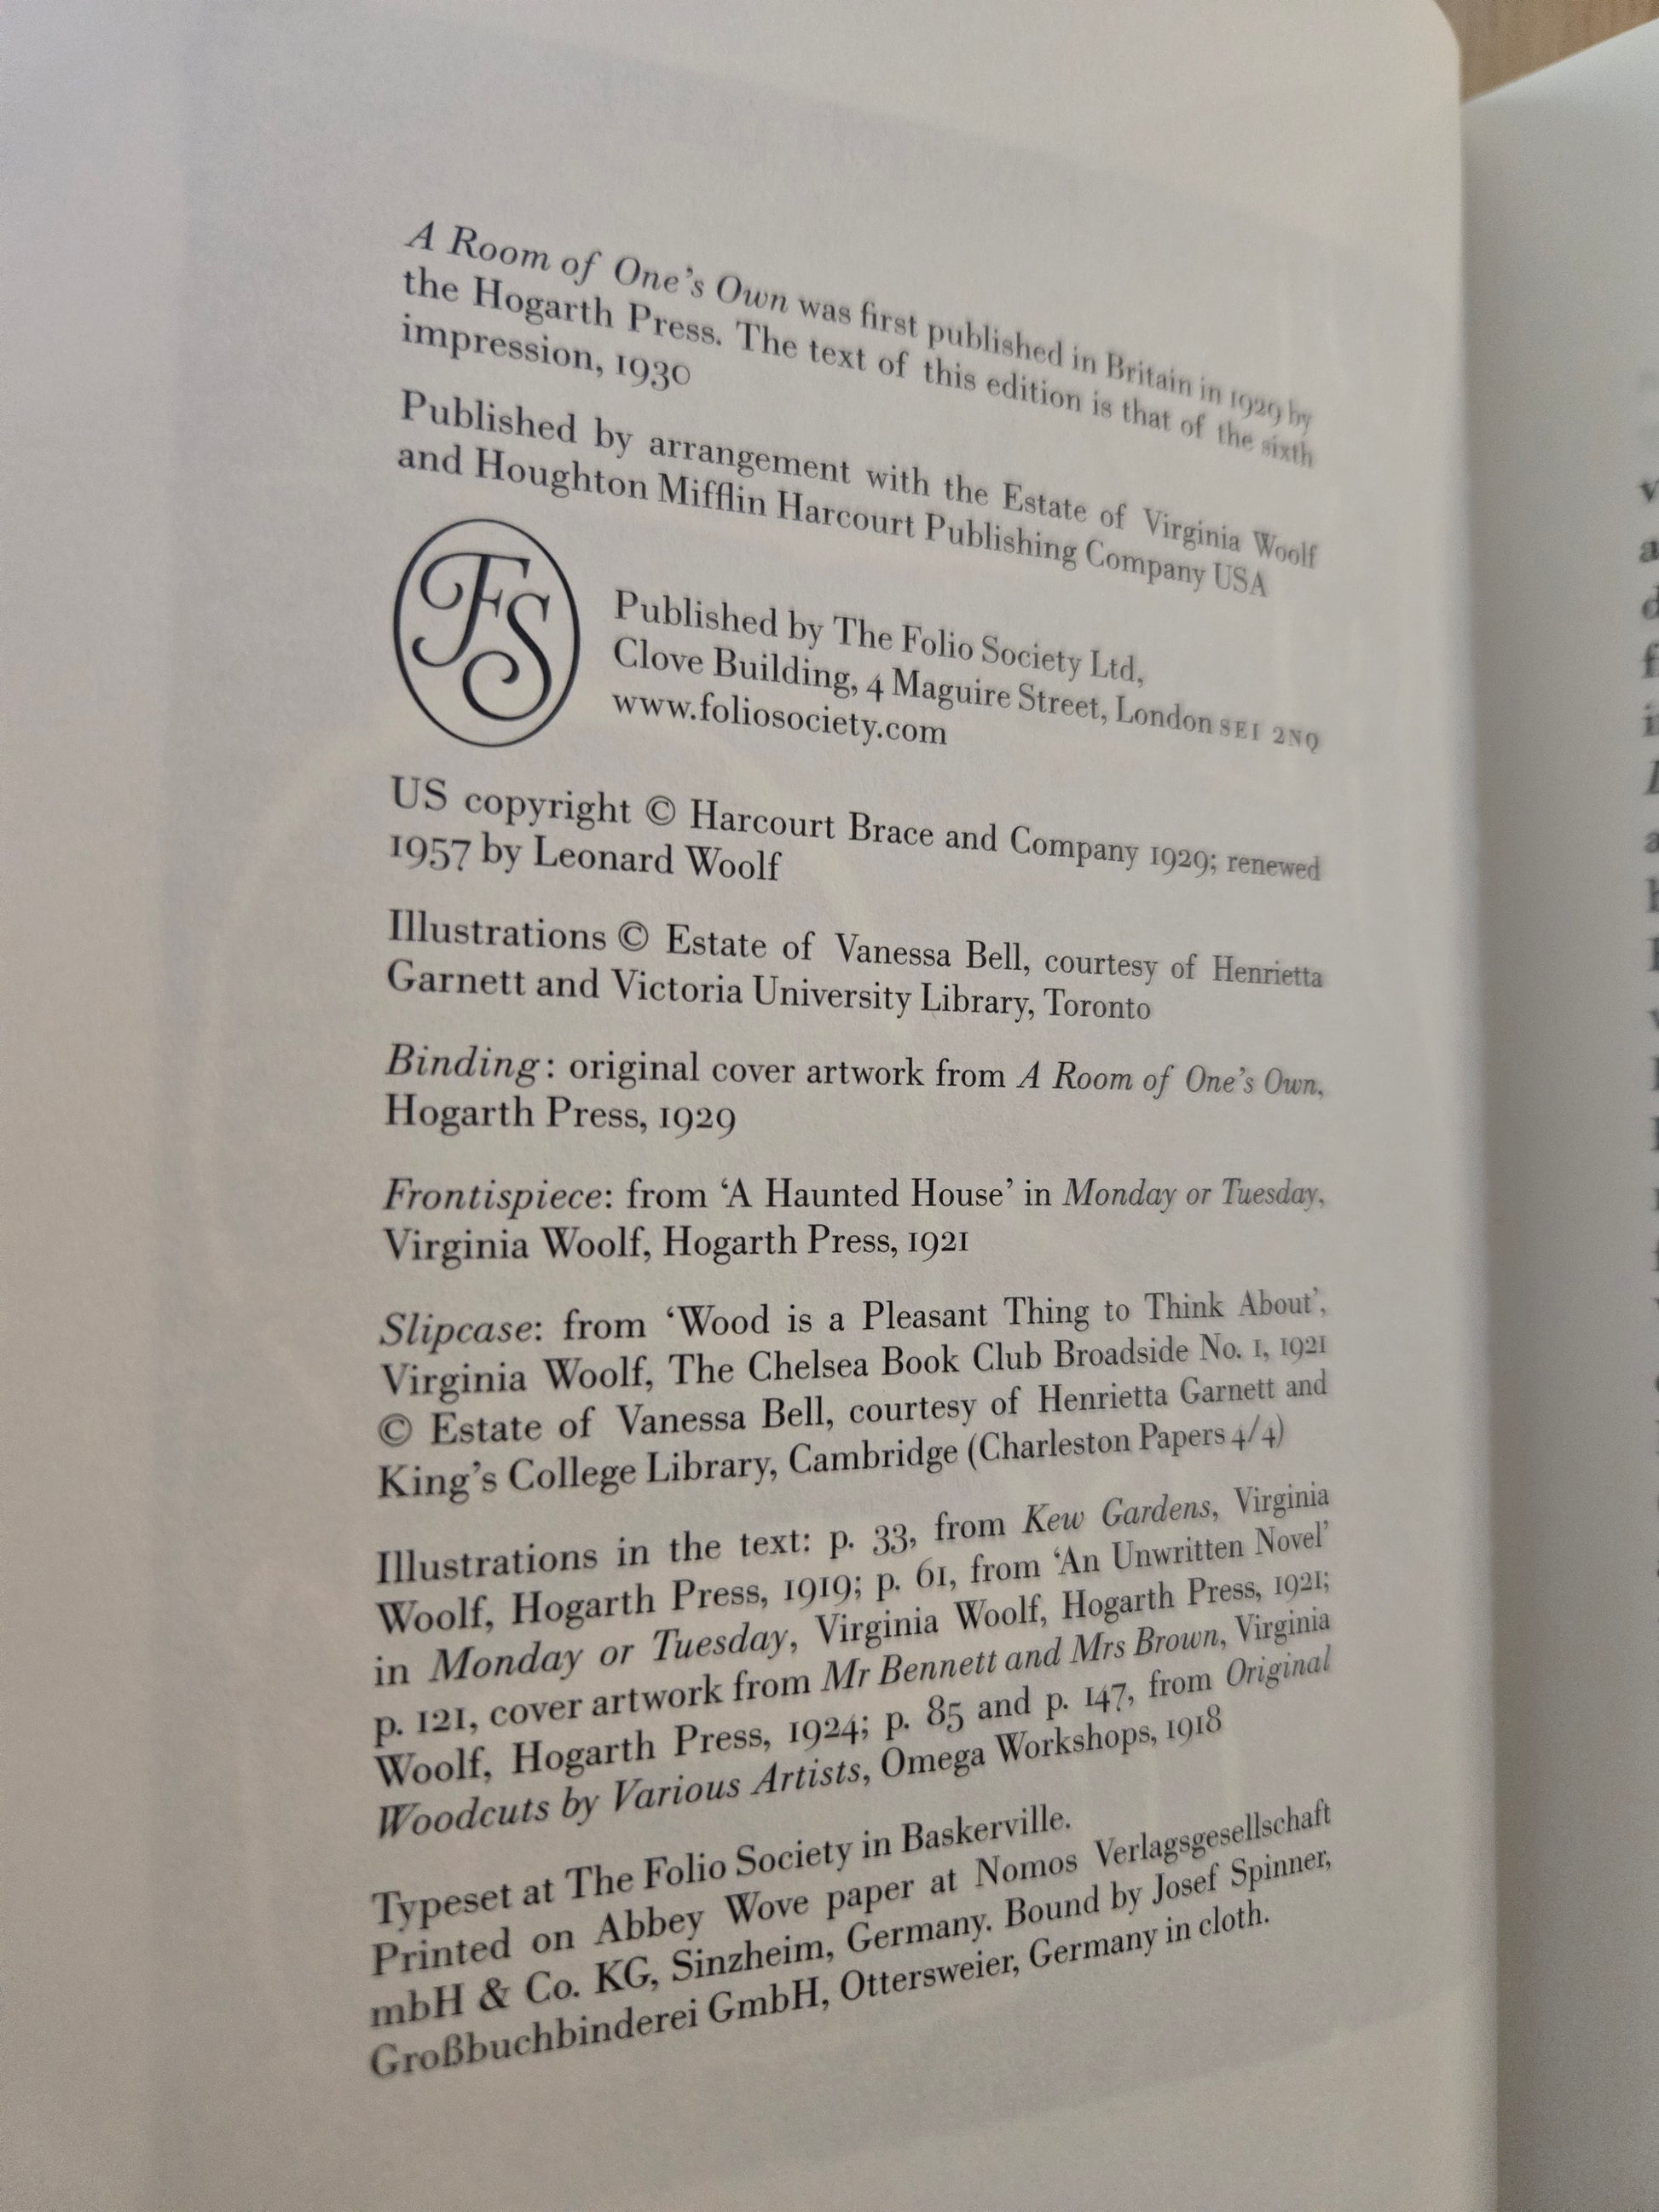 A Room of One's Own was first published in Britain in 1929 by
the Hogarth Press. The text of this edition is that of the sixth
impression, 1930
Published by arrangement with the Estate of Virginia Woolf
and Houghton Mifflin Harcourt Publishing Company USA
FS
Published by The Folio Society Ltd,
Clove Building, 4 Maguire Street, London SE1 2NQ
www.foliosociety.com
US copyright © Harcourt Brace and Company 1929; renewed
1957 by Leonard Woolf
Illustrations © Estate of Vanessa Bell, courtesy of Henrietta
Garnett and Victoria University Library, Toronto
Binding: original cover artwork from A Room of One's Own,
Hogarth Press, 1929
Frontispiece: from 'A Haunted House' in Monday or Tuesday,
Virginia Woolf, Hogarth Press, 1921
Slipcase: from 'Wood is a Pleasant Thing to Think About',
Virginia Woolf, The Chelsea Book Club Broadside No. 1, 1921
© Estate of Vanessa Bell, courtesy of Henrietta Garnett and
King's College Library, Cambridge (Charleston Papers 4/4)
Illustrations in the text: p. 33, from Kew Gardens, Virginia
Woolf, Hogarth Press, 1919; p. 61, from 'An Unwritten Novel'
in Monday or Tuesday, Virginia Woolf, Hogarth Press, 1921;
p. 121, cover artwork from Mr Bennett and Mrs Brown, Virginia
Woolf, Hogarth Press, 1924; p. 85 and p. 147, from Original
Woodcuts by Various Artists, Omega Workshops, 1918
Typeset at The Folio Society in Baskerville.
Printed on Abbey Wove paper at Nomos Verlagsgesellschaft
mbH & Co. KG, Sinzheim, Germany. Bound by Josef Spinner,
Großbuchbinderei GmbH, Ottersweier, Germany in cloth.